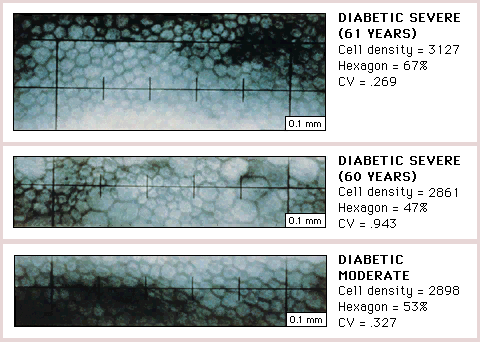 DIABETIC SEVERE
(61 YEARS)
Cell density = 3127
Hexagon = 67%
CV = .269
0.1 mm
DIABETIC SEVERE
(60 YEARS)
Cell density = 2861
Hexagon = 47%
CV = .943
0.1 mm
DIABETIC
MODERATE
Cell density = 2898
Hexagon = 53%
CV = .327
0.1 mm